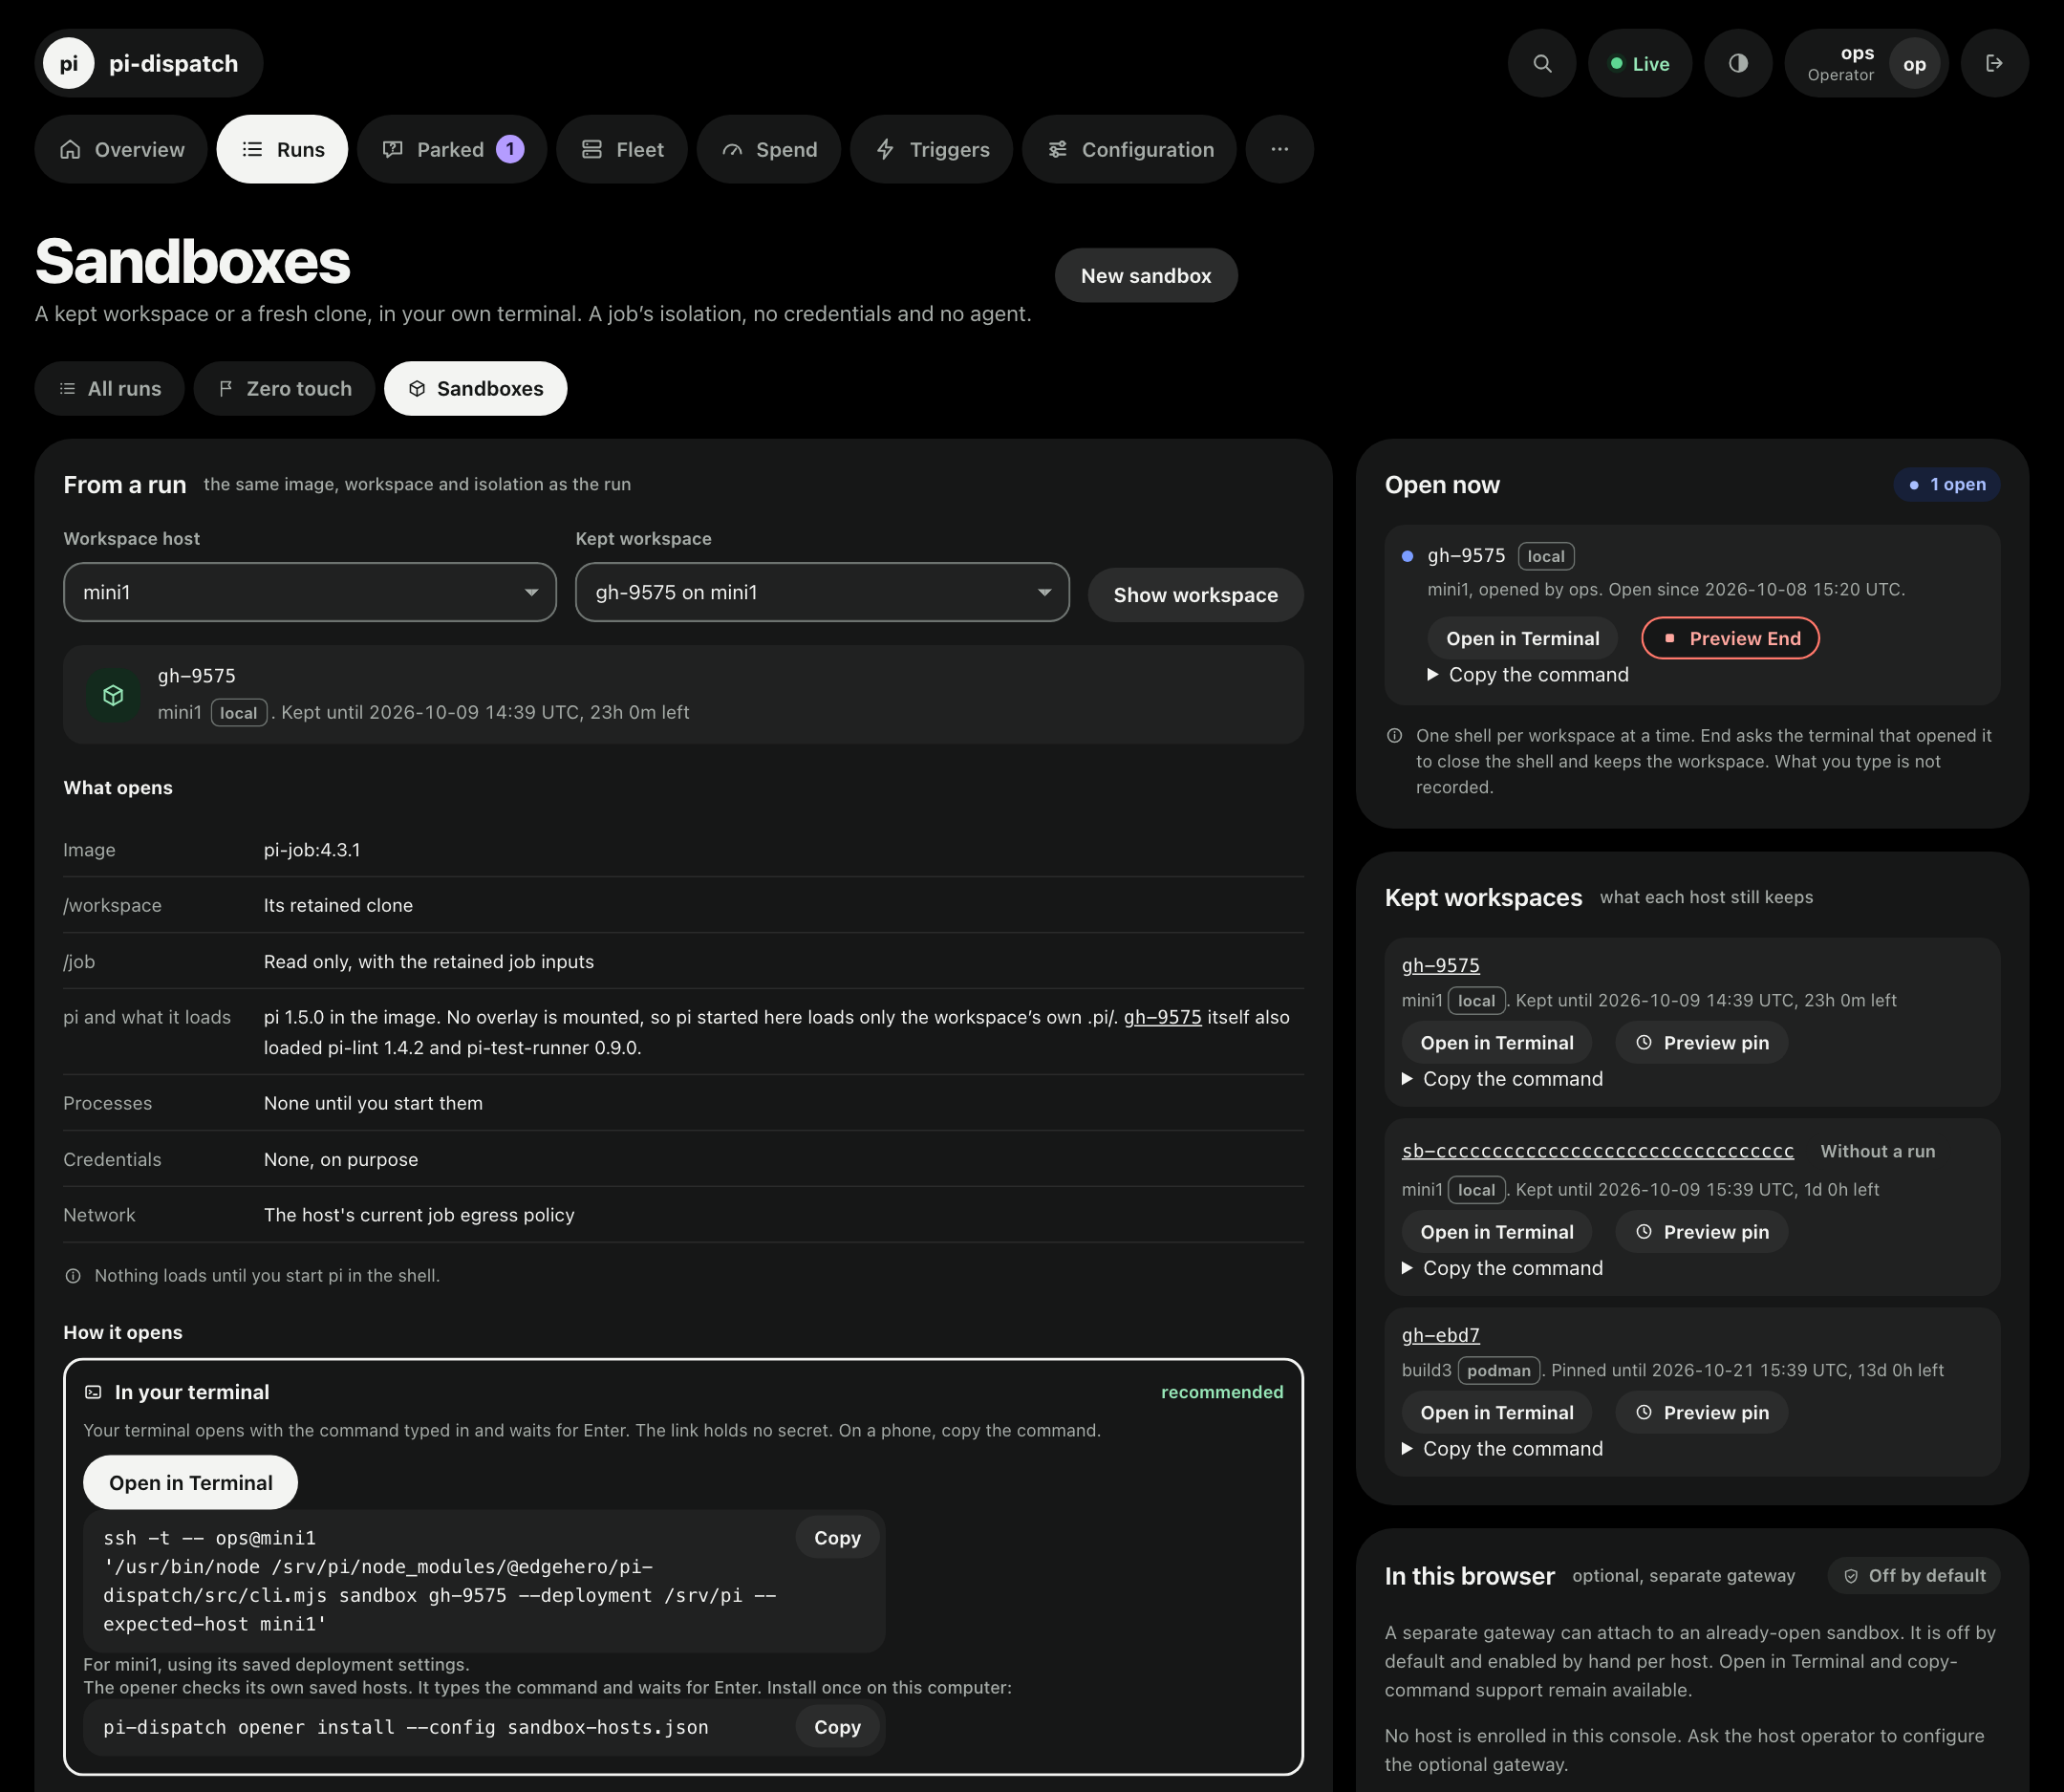 pi pi-dispatch
Live
ops
Operator
op
Overview
Runs
Parked 1
Fleet
Spend
Triggers
Configuration
...
Sandboxes
A kept workspace or a fresh clone, in your own terminal. A job’s isolation, no credentials and no agent.
New sandbox
All runs
Zero touch
Sandboxes
From a run the same image, workspace and isolation as the run
Workspace host
Kept workspace
mini1
gh-9575 on mini1
Show workspace
gh-9575
mini1 local. Kept until 2026-10-09 14:39 UTC, 23h 0m left
What opens
Image pi-job:4.3.1
/workspace Its retained clone
/job Read only, with the retained job inputs
pi and what it loads pi 1.5.0 in the image. No overlay is mounted, so pi started here loads only the workspace’s own .pi/. gh-9575 itself also
loaded pi-lint 1.4.2 and pi-test-runner 0.9.0.
Processes None until you start them
Credentials None, on purpose
Network The host's current job egress policy
Nothing loads until you start pi in the shell.
How it opens
In your terminal recommended
Your terminal opens with the command typed in and waits for Enter. The link holds no secret. On a phone, copy the command.
Open in Terminal
ssh -t -- ops@mini1
'/usr/bin/node /srv/pi/node_modules/@edgehero/pi-
dispatch/src/cli.mjs sandbox gh-9575 --deployment /srv/pi --
expected-host mini1'
Copy
For mini1, using its saved deployment settings.
The opener checks its own saved hosts. It types the command and waits for Enter. Install once on this computer:
pi-dispatch opener install --config sandbox-hosts.json
Copy
Open now 1 open
gh-9575 local
mini1, opened by ops. Open since 2026-10-08 15:20 UTC.
Open in Terminal Preview End
Copy the command
One shell per workspace at a time. End asks the terminal that opened it
to close the shell and keeps the workspace. What you type is not
recorded.
Kept workspaces what each host still keeps
gh-9575
mini1 local. Kept until 2026-10-09 14:39 UTC, 23h 0m left
Open in Terminal Preview pin
Copy the command
sb-cccccccccccccccccccccccccccccccc Without a run
mini1 local. Kept until 2026-10-09 15:39 UTC, 1d 0h left
Open in Terminal Preview pin
Copy the command
gh-ebd7
build3 podman. Pinned until 2026-10-21 15:39 UTC, 13d 0h left
Open in Terminal Preview pin
Copy the command
In this browser optional, separate gateway Off by default
A separate gateway can attach to an already-open sandbox. It is off by
default and enabled by hand per host. Open in Terminal and copy-
command support remain available.
No host is enrolled in this console. Ask the host operator to configure
the optional gateway.